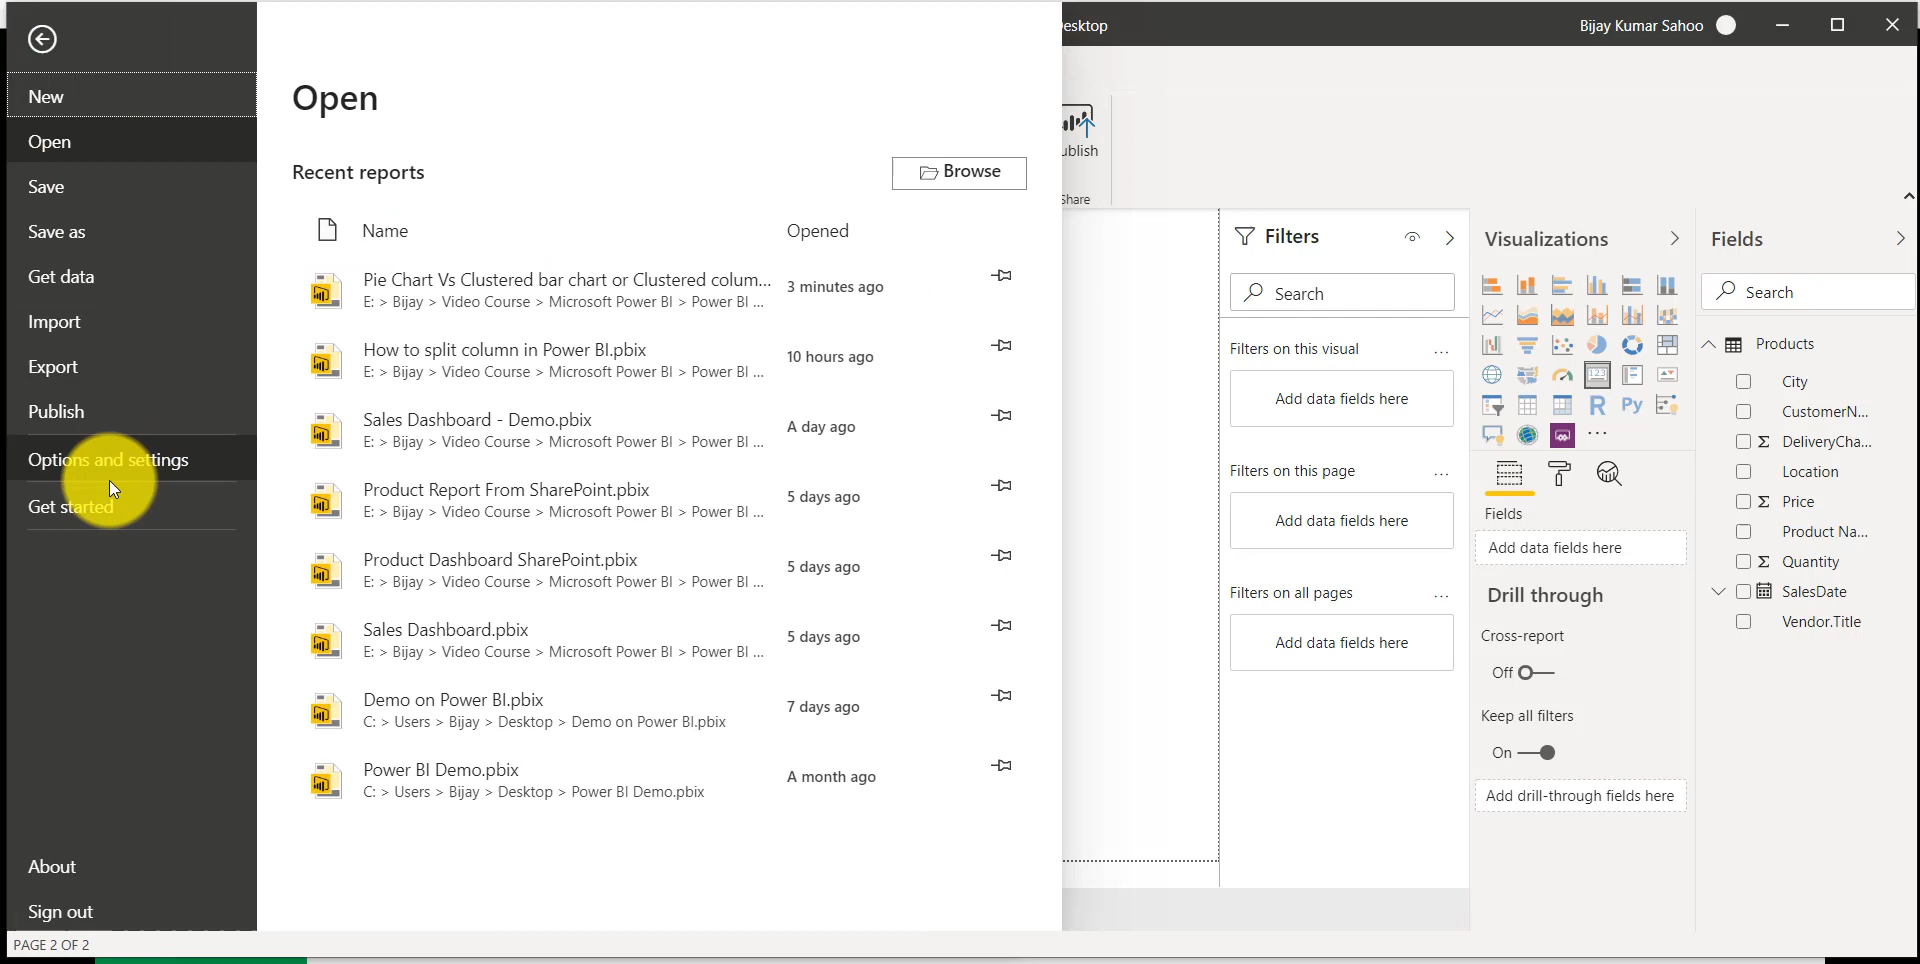 esktop
Bijay Kumar Sahoo
New
Open
Save
Save as
Get data
Import
Export
Publish
Options and settings
Get started
About
Sign out
PAGE 2 OF 2
Open
Recent reports
Browse
Name
Opened
Pie Chart Vs Clustered bar chart or Clustered colum...
3 minutes ago
E: > Bijay > Video Course > Microsoft Power BI > Power BI ...
How to split column in Power BI.pbix
10 hours ago
E: > Bijay > Video Course > Microsoft Power BI > Power BI ...
Sales Dashboard - Demo.pbix
A day ago
E: > Bijay > Video Course > Microsoft Power BI > Power BI ...
Product Report From SharePoint.pbix
5 days ago
E: > Bijay > Video Course > Microsoft Power BI > Power BI ...
Product Dashboard SharePoint.pbix
5 days ago
E: > Bijay > Video Course > Microsoft Power BI > Power BI ...
Sales Dashboard.pbix
5 days ago
E: > Bijay > Video Course > Microsoft Power BI > Power BI ...
Demo on Power BI.pbix
7 days ago
C: > Users > Bijay > Desktop > Demo on Power BI.pbix
Power BI Demo.pbix
A month ago
C: > Users > Bijay > Desktop > Power BI Demo.pbix
ublish
Share
Filters
Search
Filters on this visual
...
Add data fields here
Filters on this page
...
Add data fields here
Filters on all pages
...
Add data fields here
Visualizations
123
R
Py
...
Fields
Add data fields here
Drill through
Cross-report
Off
Keep all filters
On
Add drill-through fields here
Fields
Search
Products
City
CustomerN...
Σ DeliveryCha...
Location
Σ Price
Product Na...
Σ Quantity
SalesDate
Vendor.Title